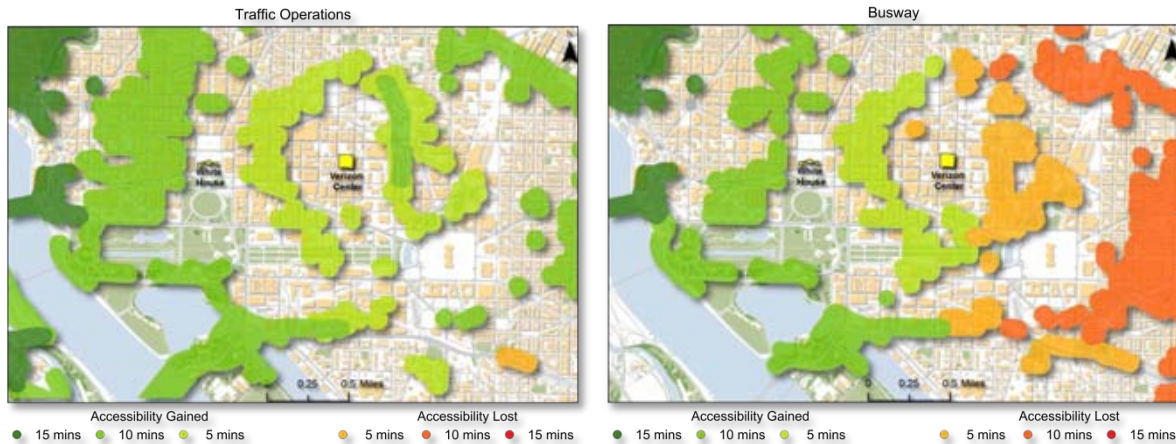 Traffic Operations
White
House
Verizon
Center
0.25 0.5 Miles
Accessibility Gained Accessibility Lost
15 mins 10 mins 5 mins 5 mins 10 mins 15 mins
Busway
White
House
Verizon
Center
0 0.25 0.5 Miles
Accessibility Gained Accessibility Lost
15 mins 10 mins 5 mins 5 mins 10 mins 15 mins